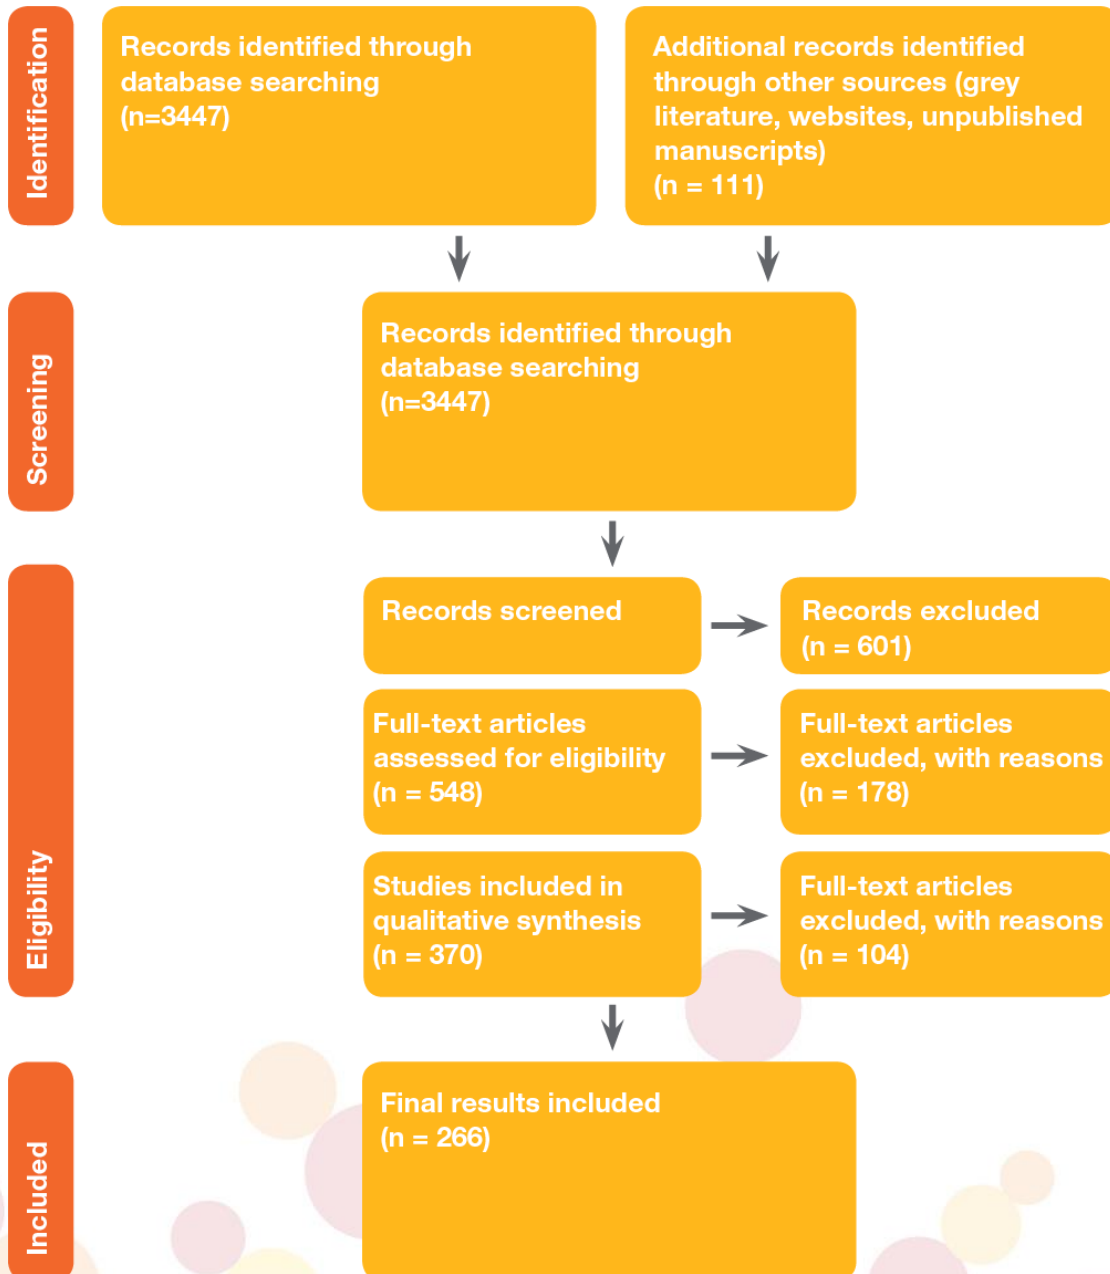 Identification
Records identified through
database searching
(n=3447)
Additional records identified
through other sources (grey
literature, websites, unpublished
manuscripts)
(n = 111)
Screening
Records identified through
database searching
(n=3447)
Eligibility
Records screened
Records excluded
(n = 601)
Full-text articles
assessed for eligibility
(n = 548)
Full-text articles
excluded, with reasons
(n = 178)
Studies included in
qualitative synthesis
(n = 370)
Full-text articles
excluded, with reasons
(n = 104)
Included
Final results included
(n = 266)